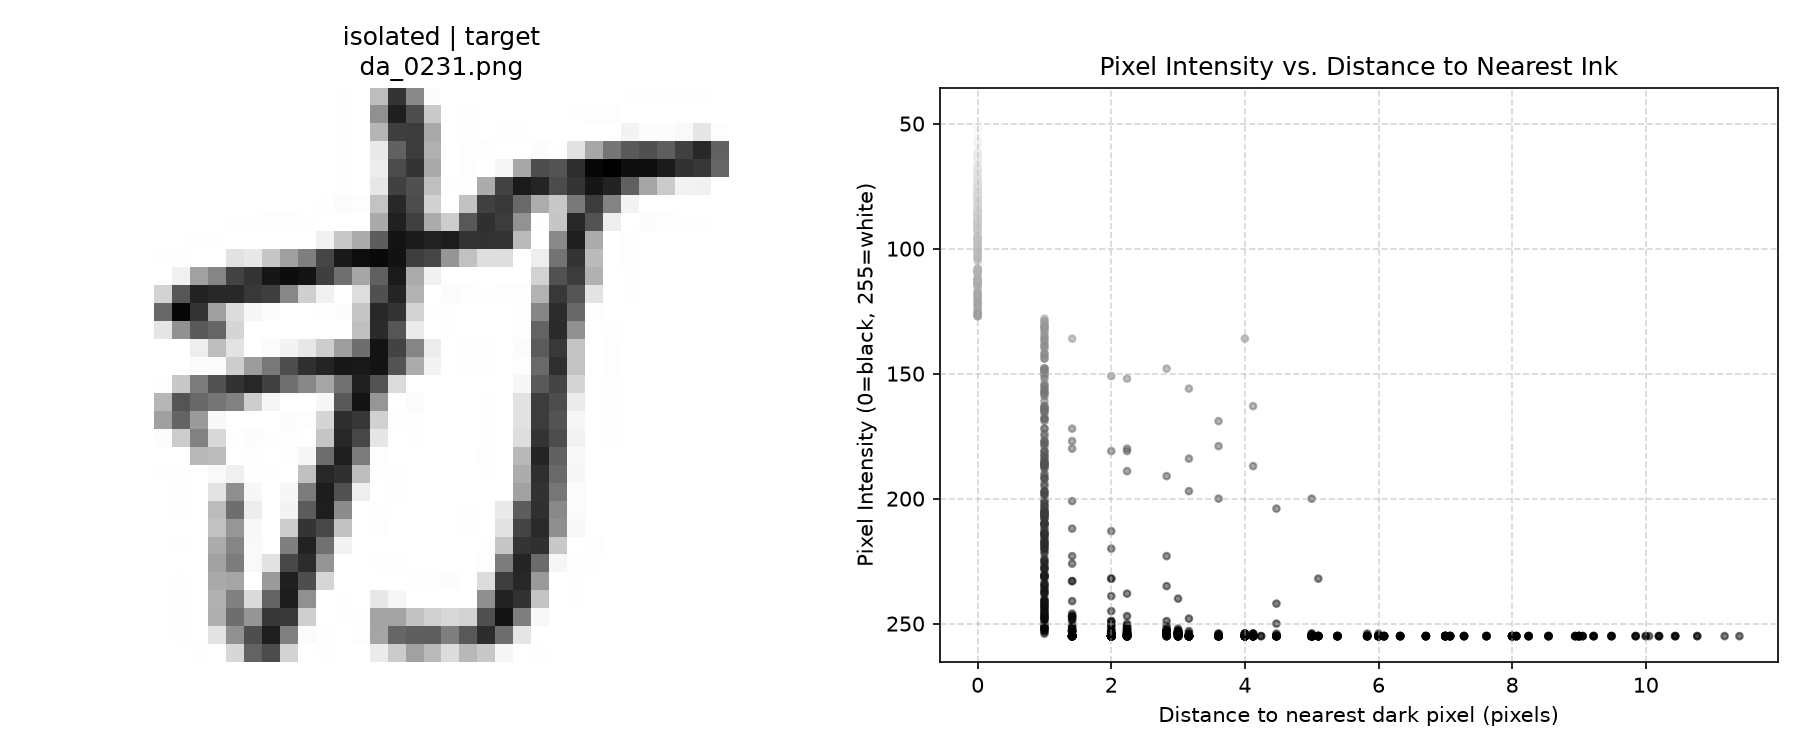 isolated | target
da_0231.png
打
Pixel Intensity vs. Distance to Nearest Ink
Pixel Intensity (0=black, 255=white)
50
100
150
200
250
0 2 4 6 8 10
Distance to nearest dark pixel (pixels)